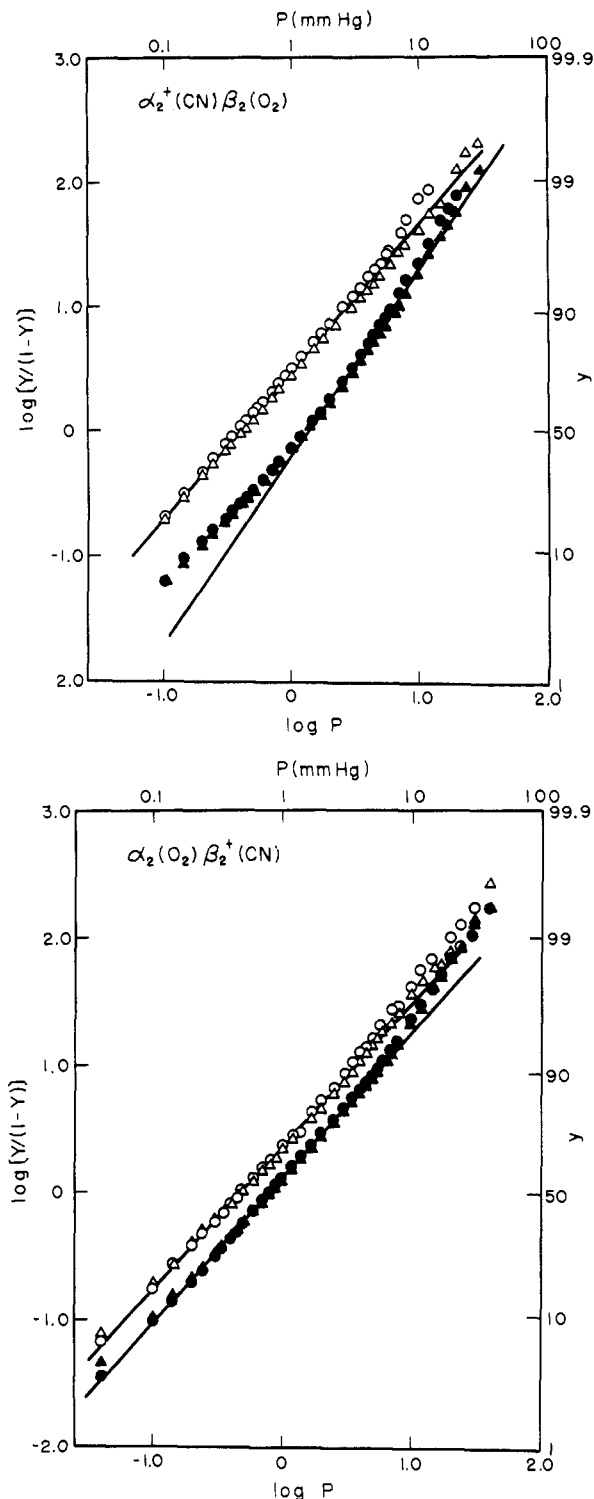 P(mm Hg)
0.1 1 10 100
3.0 99.9
α₂⁺(CN)β₂(O₂)
2.0 99
1.0 90
log[Y/(1-Y)] y
0 50
-1.0 10
2.0 1
-1.0 0 1.0 2.0
log P
P(mm Hg)
0.1 1 10 100
3.0 99.9
α₂(O₂)β₂⁺(CN)
2.0 99
1.0 90
log[Y/(1-Y)] y
0 50
-1.0 10
-2.0 1
-1.0 0 1.0 2.0
log P